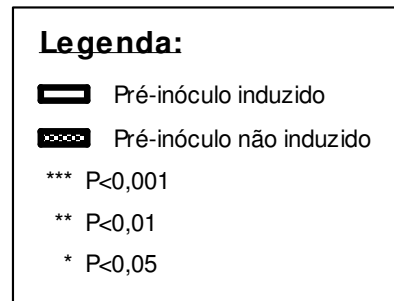 Legenda:
Pré-inóculo induzido
Pré-inóculo não induzido
*** P<0,001
** P<0,01
* P<0,05